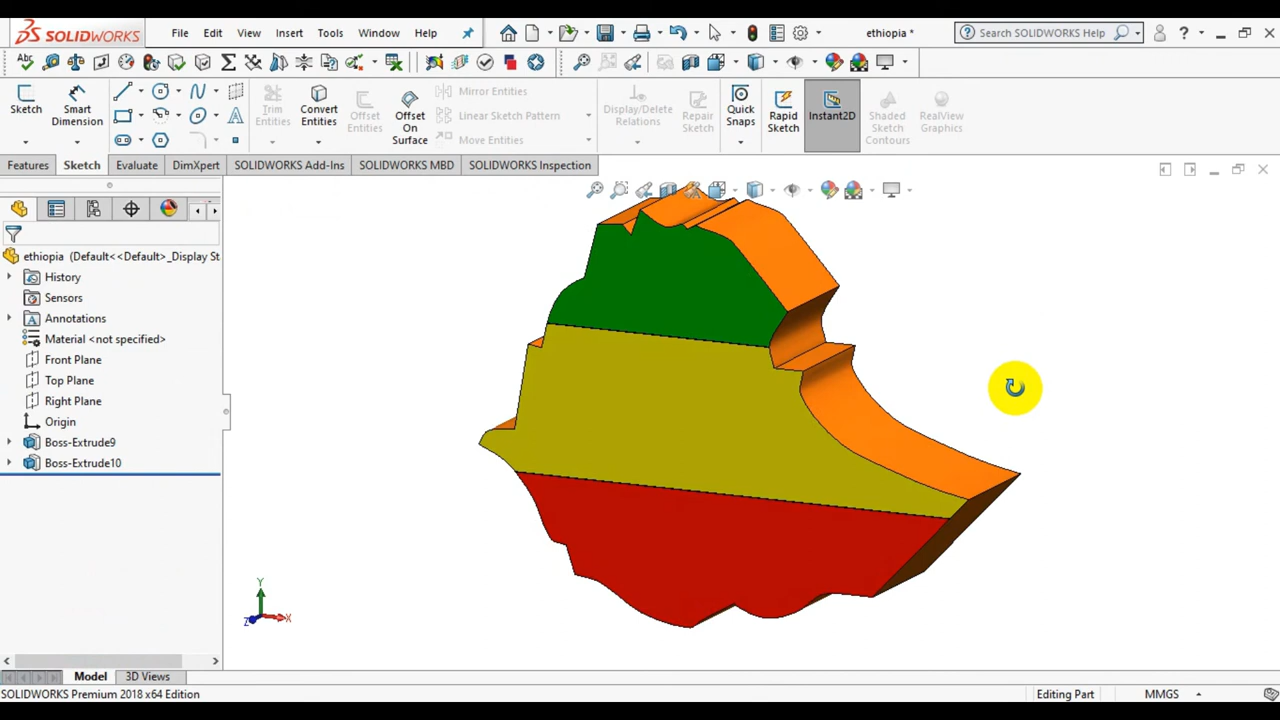 SOLIDWORKS File Edit View Insert Tools Window Help ethiopia * Search SOLIDWORKS Help ?
Sketch Smart Dimension Trim Entities Convert Entities Offset Entities Offset On Surface Mirror Entities Linear Sketch Pattern Move Entities Display/Delete Relations Repair Sketch Quick Snaps Rapid Sketch Instant2D Shaded Sketch Contours RealView Graphics
Features Sketch Evaluate DimXpert SOLIDWORKS Add-Ins SOLIDWORKS MBD SOLIDWORKS Inspection
ethiopia (Default<<Default>_Display St
History
Sensors
Annotations
Material <not specified>
Front Plane
Top Plane
Right Plane
Origin
Boss-Extrude9
Boss-Extrude10
Y
X
Z
Model 3D Views
SOLIDWORKS Premium 2018 x64 Edition Editing Part MMGS